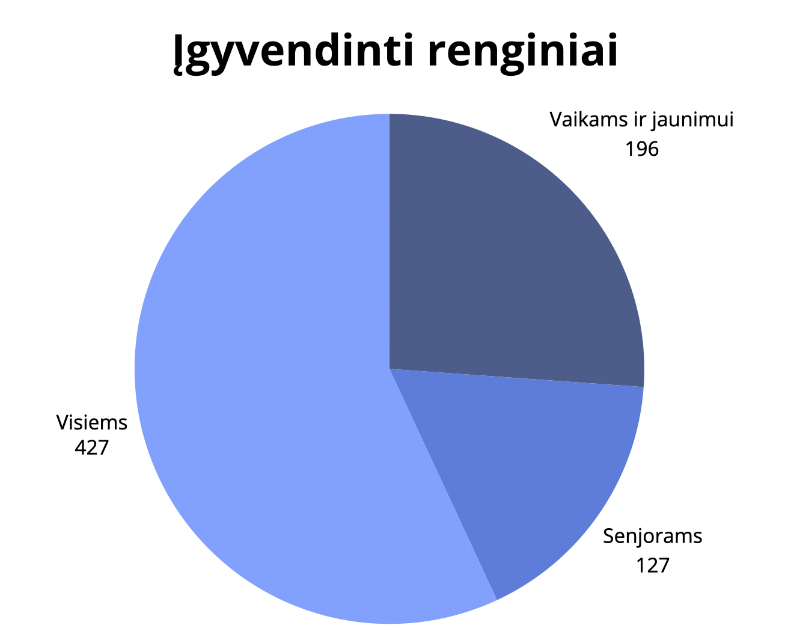 Įgyvendinti renginiai
Vaikams ir jaunimui
196
Visiems
427
Senjorams
127